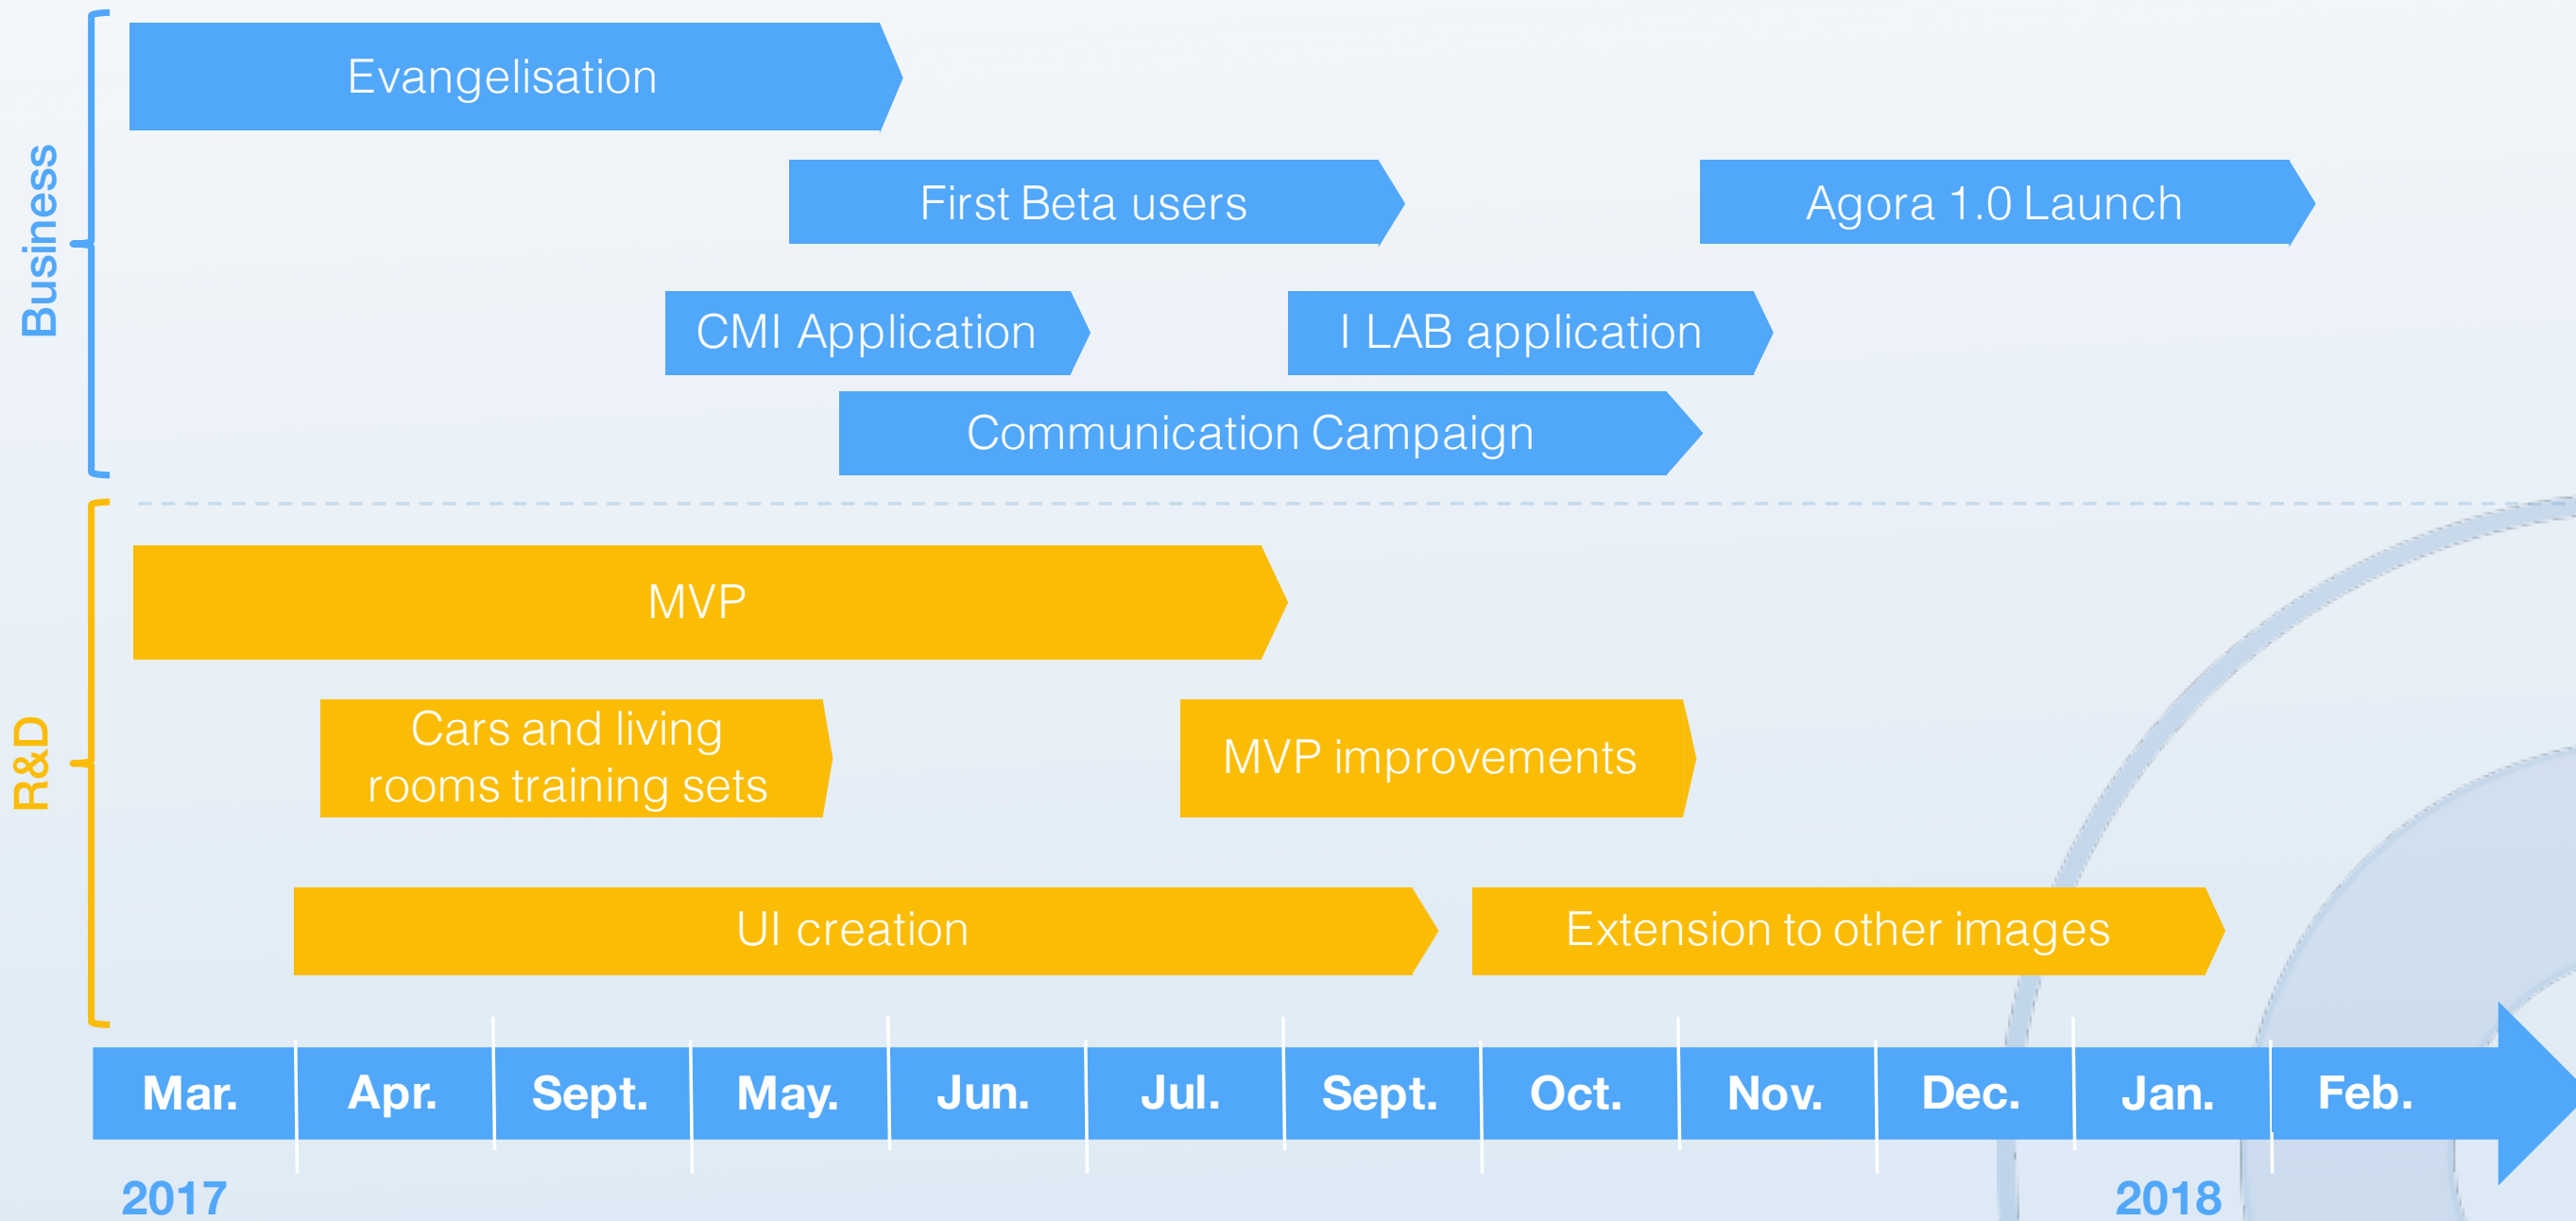 Business
Evangelisation
First Beta users
Agora 1.0 Launch
CMI Application
I LAB application
Communication Campaign
R&D
MVP
Cars and living
rooms training sets
MVP improvements
UI creation
Extension to other images
Mar.
Apr.
Sept.
May.
Jun.
Jul.
Sept.
Oct.
Nov.
Dec.
Jan.
Feb.
2017
2018